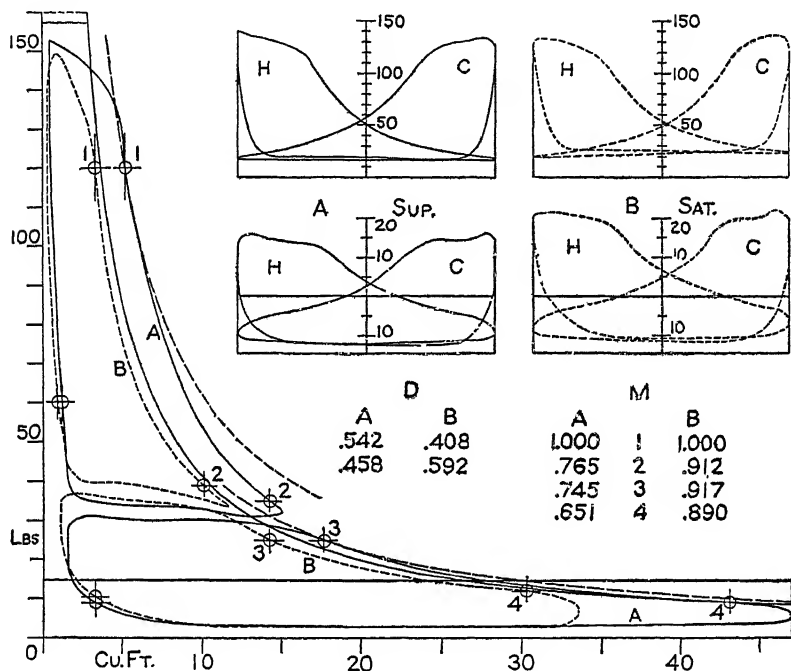 150
100
50
LBS
0
CU. FT.
10
20
30
40
1 1
A
B
2 2
3 3
B
4 4
A
H C
150
100
50
H C
150
100
50
A SUP.
B SAT.
H C
20
10
10
H C
20
10
10
D
A B
.542 .408
.458 .592
M
A B
1.000 1 1.000
.765 2 .912
.745 3 .917
.651 4 .890